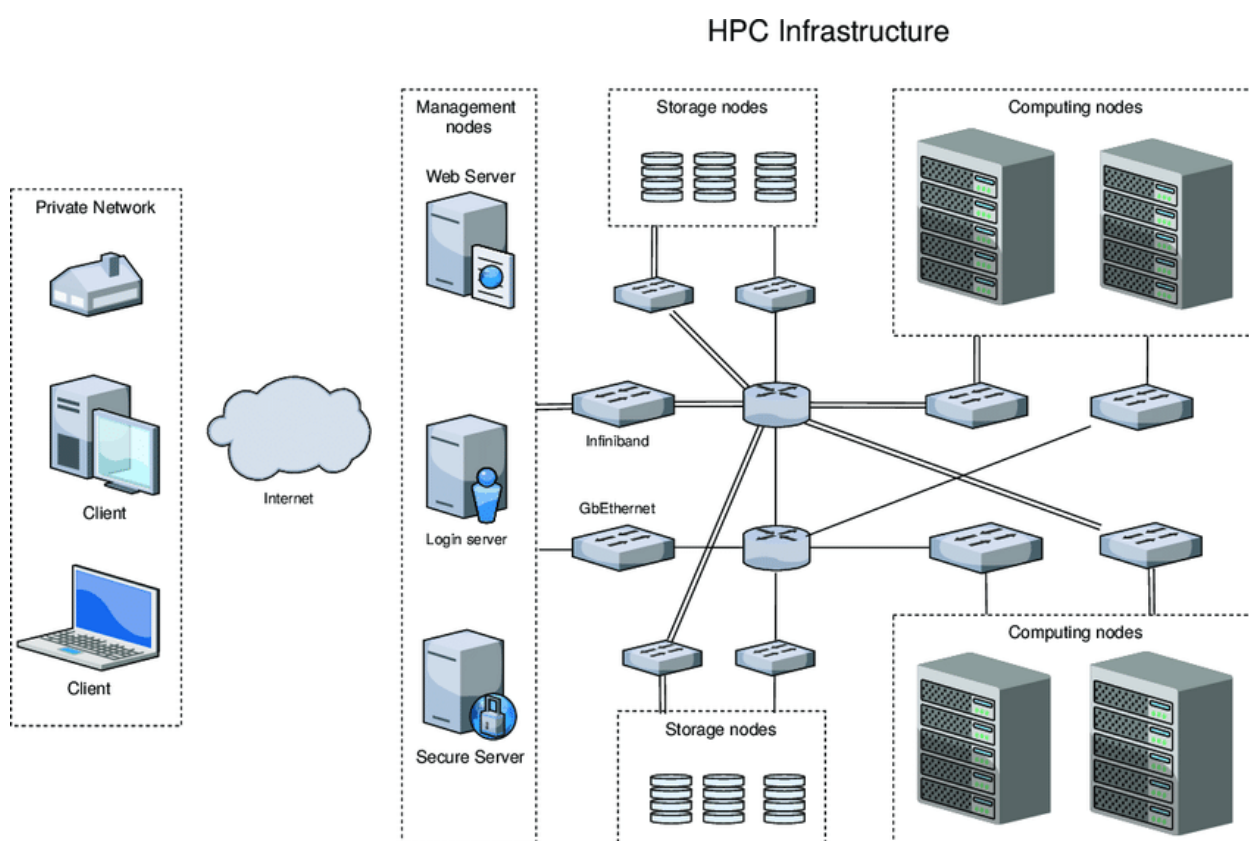 HPC Infrastructure
Private Network
Client
Client
Internet
Management
nodes
Web Server
Login server
Secure Server
Storage nodes
Computing nodes
Infiniband
GbEthernet
Storage nodes
Computing nodes